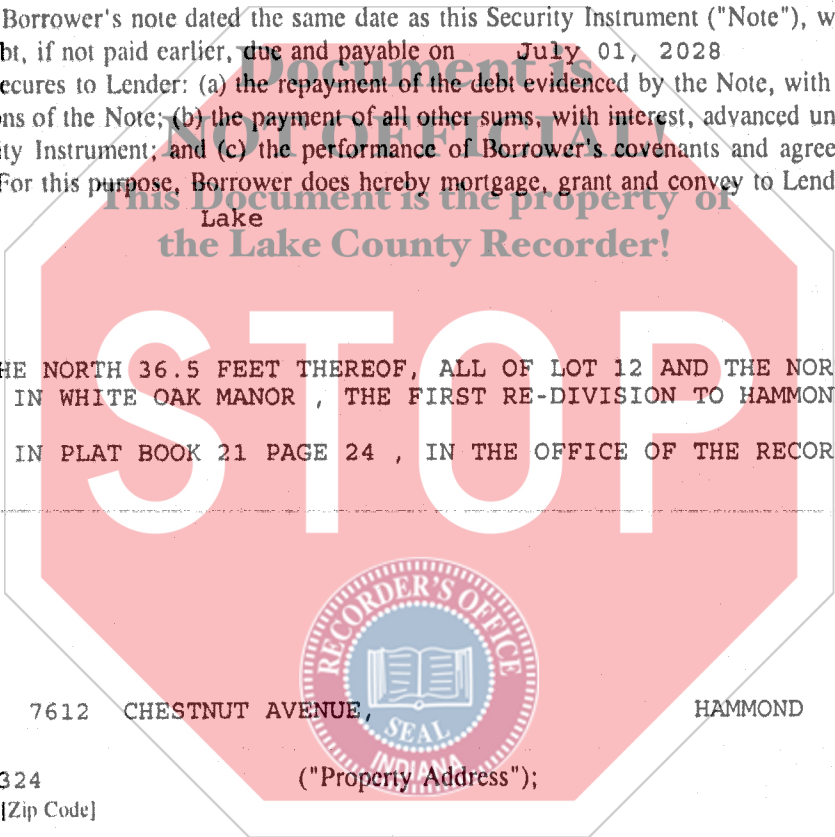 Borrower's note dated the same date as this Security Instrument ("Note"), w
bt, if not paid earlier, due and payable on July 01, 2028
Document is
ecures to Lender: (a) the repayment of the debt evidenced by the Note, with
ons of the Note; (b) the payment of all other sums, with interest, advanced un
NOT OFFICIAL!
ity Instrument; and (c) the performance of Borrower's covenants and agree
For this purpose, Borrower does hereby mortgage, grant and convey to Lend
This Document is the property of
Lake
the Lake County Recorder!
STOP
HE NORTH 36.5 FEET THEREOF, ALL OF LOT 12 AND THE NOR
IN WHITE OAK MANOR , THE FIRST RE-DIVISION TO HAMMON
IN PLAT BOOK 21 PAGE 24 , IN THE OFFICE OF THE RECOR
RECORDER'S OFFICE
SEAL
INDIANA
7612 CHESTNUT AVENUE, HAMMOND
324 ("Property Address");
[Zip Code]